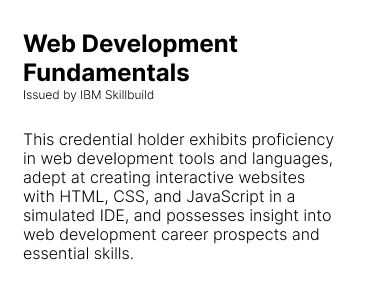 Web Development
Fundamentals
Issued by IBM Skillbuild
This credential holder exhibits proficiency
in web development tools and languages,
adept at creating interactive websites
with HTML, CSS, and JavaScript in a
simulated IDE, and possesses insight into
web development career prospects and
essential skills.